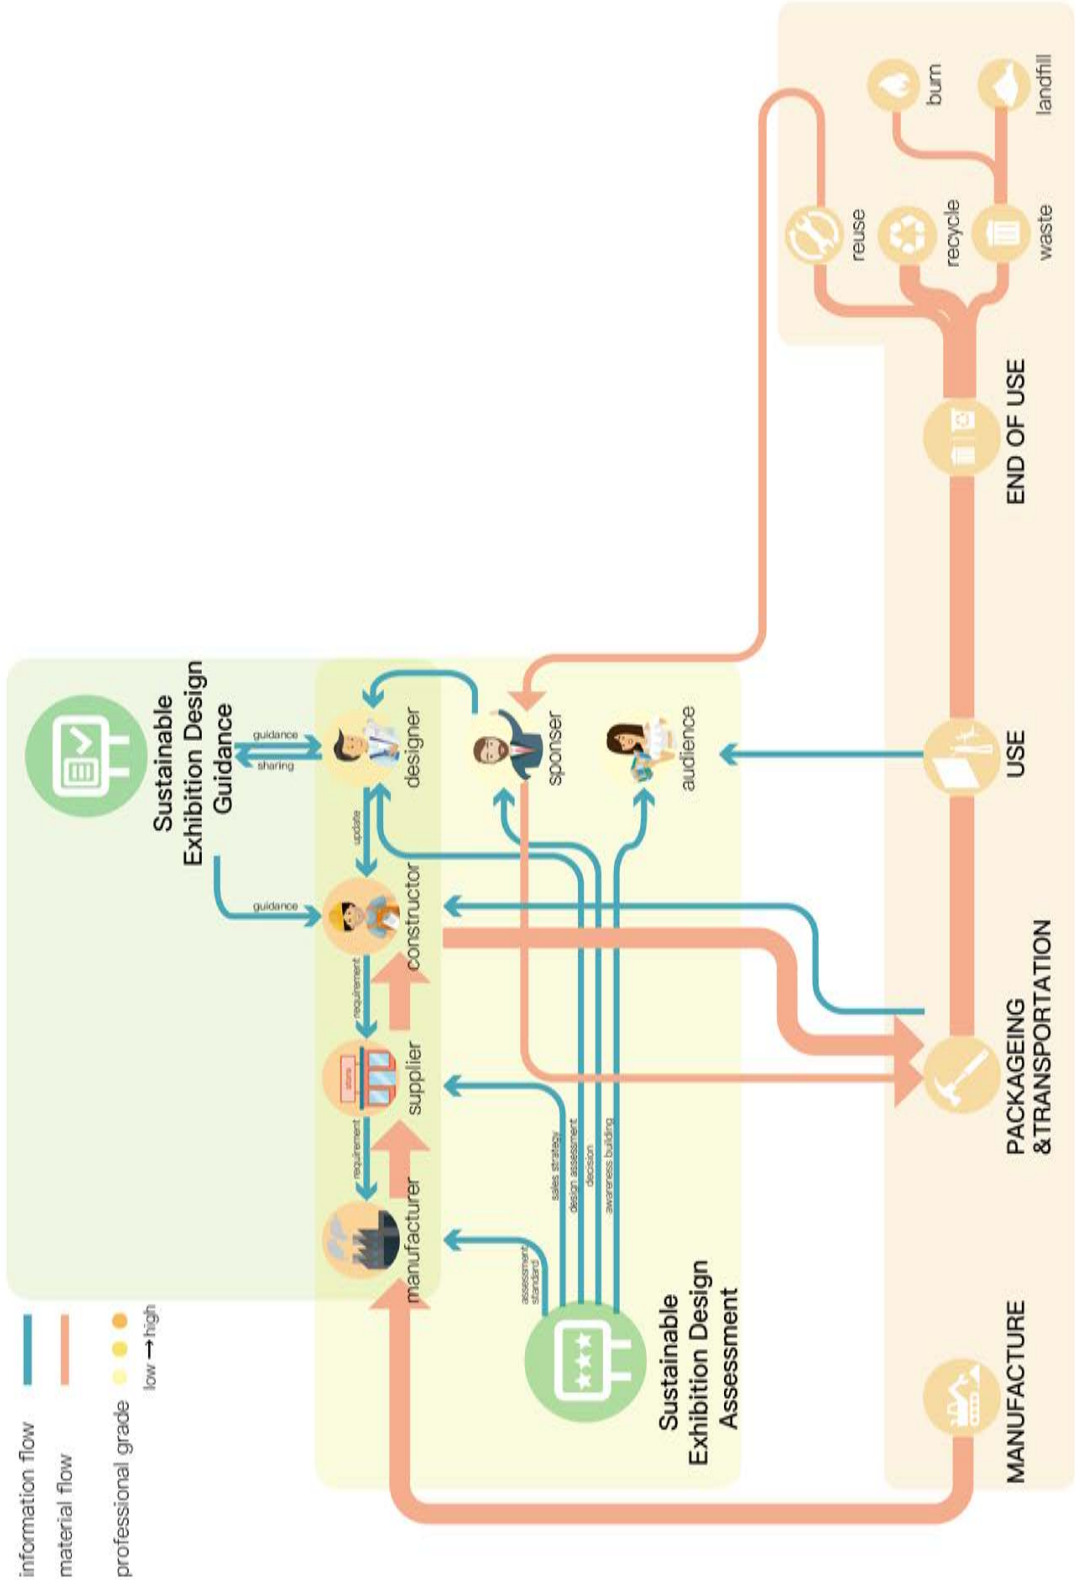 information flow
material flow
professional grade
low → high
Sustainable
Exhibition Design
Guidance
guidance
sharing
guidance
update
requirement
requirement
manufacturer
supplier
store
constructor
designer
sponser
audience
assessment
standard
sales strategy
design assessment
decision
awareness building
Sustainable
Exhibition Design
Assessment
MANUFACTURE
PACKAGEING
&TRANSPORTATION
USE
END OF USE
reuse
recycle
waste
burn
landfill